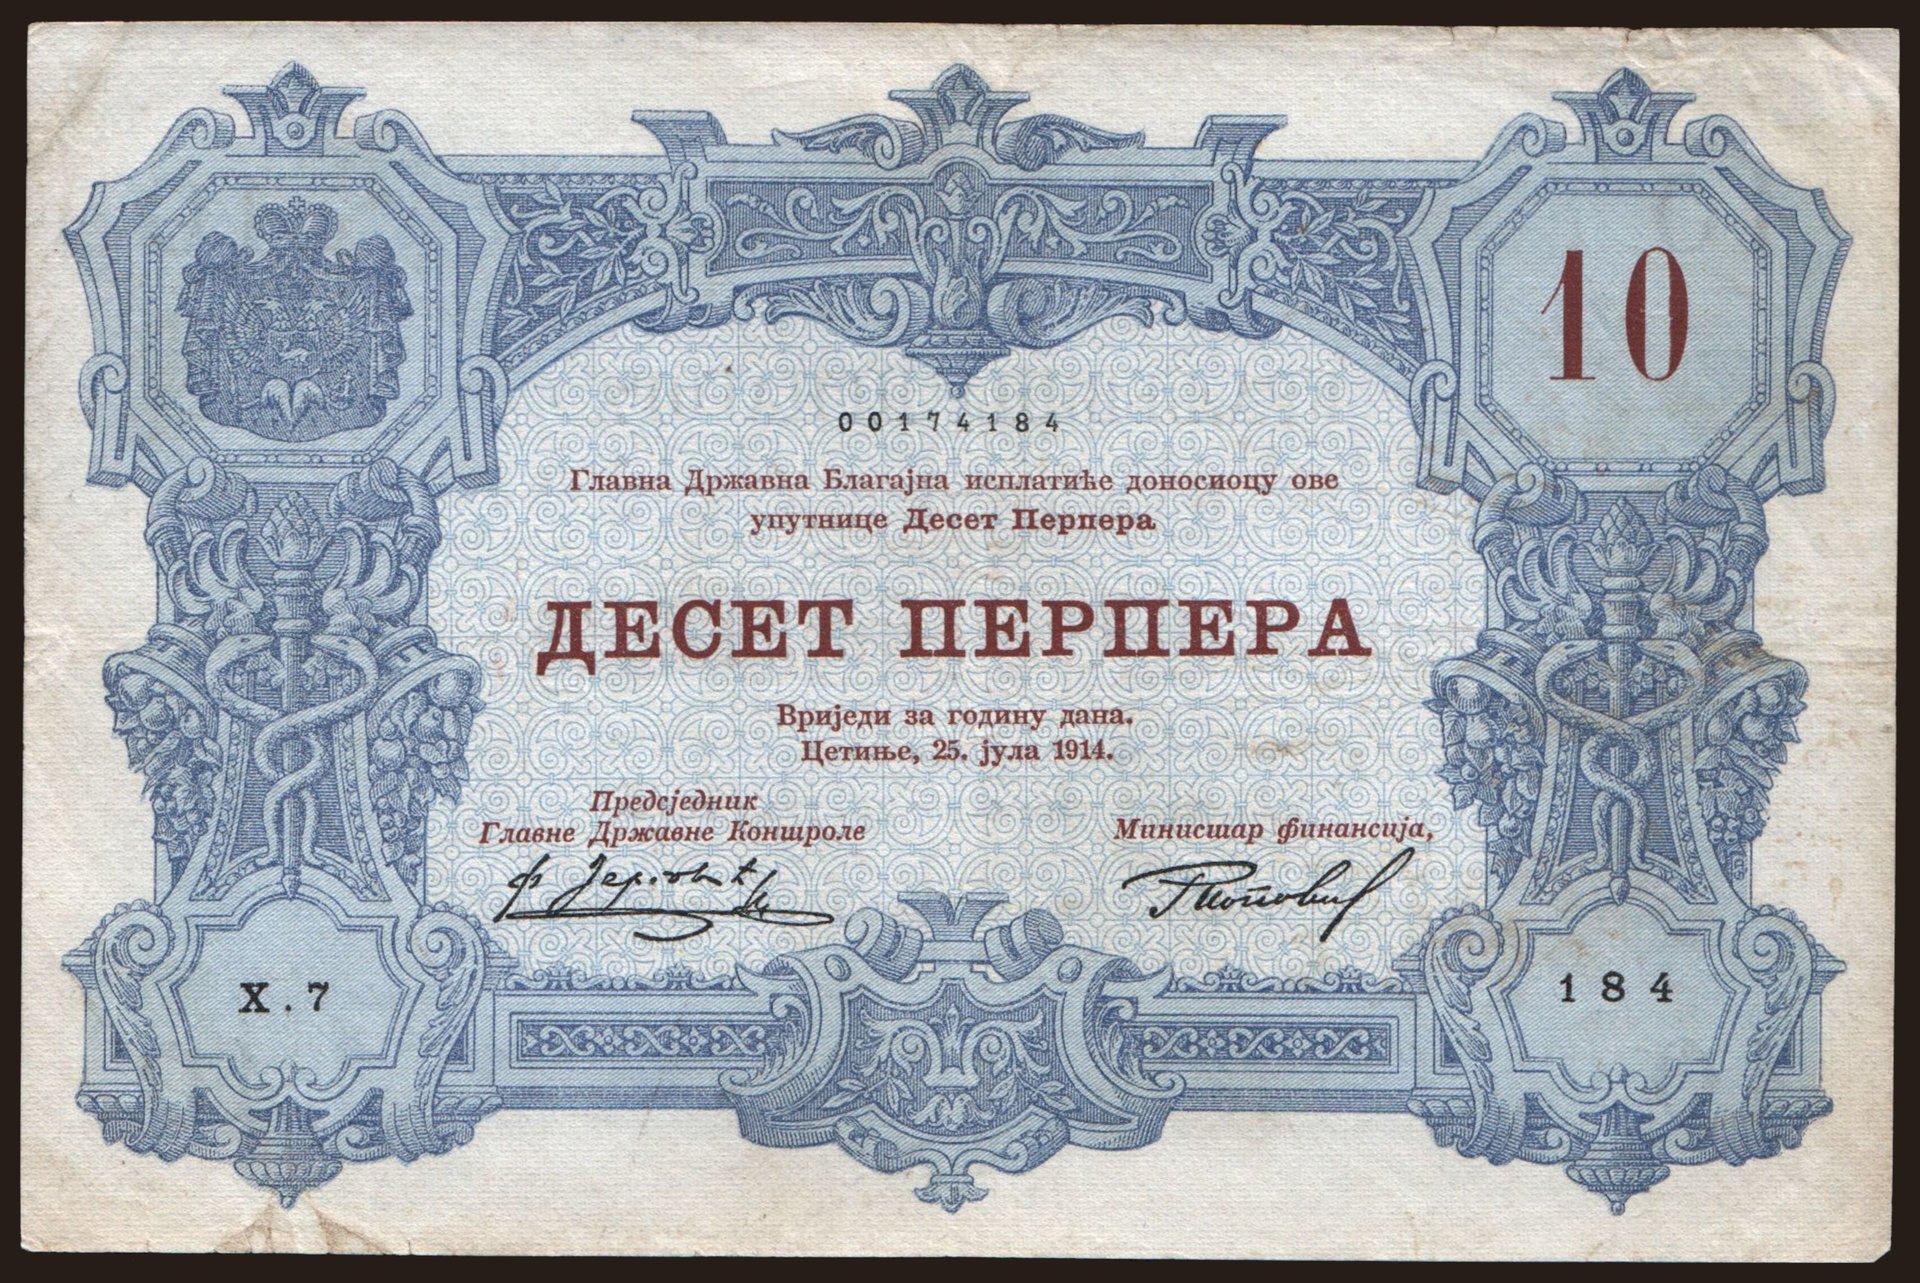 10
00174184
Главна Државна Благајна исплатиће доносиоцу ове
упутнице Десет Перпера
ДЕСЕТ ПЕРПЕРА
Вриједи за годину дана.
Цетиње, 25. јула 1914.
Предсједник
Главне Државне Контроле
Министар финансија,
X.7
184